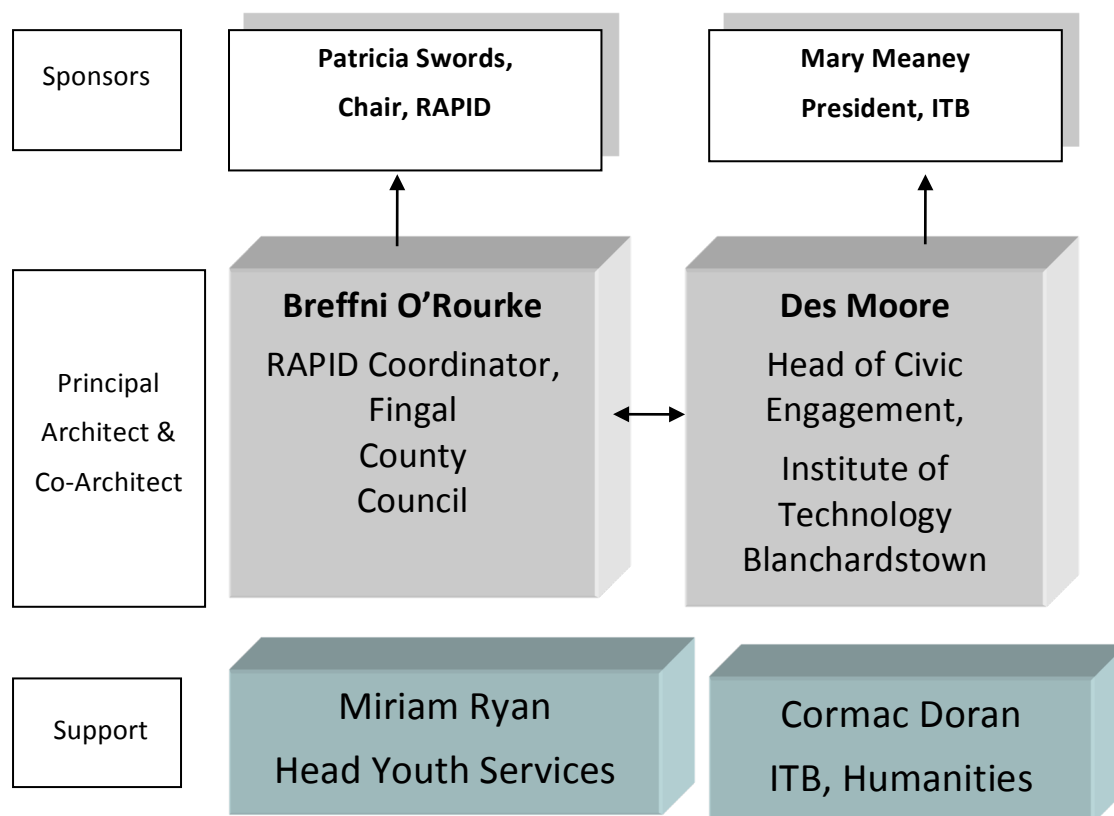 Sponsors
Patricia Swords,
Chair, RAPID
Mary Meaney
President, ITB
Principal
Architect &
Co-Architect
Breffni O’Rourke
RAPID Coordinator,
Fingal
County
Council
Des Moore
Head of Civic
Engagement,
Institute of
Technology
Blanchardstown
Support
Miriam Ryan
Head Youth Services
Cormac Doran
ITB, Humanities